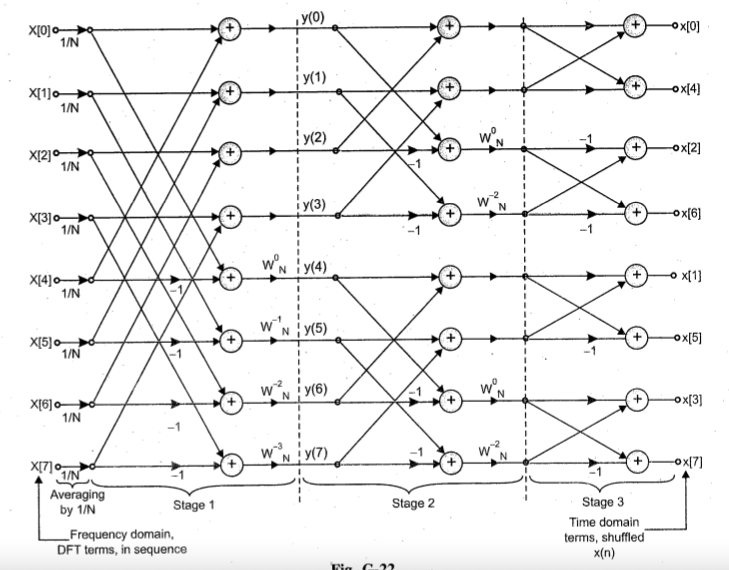 X[0] 1/N + y(0) + + x[0]
X[1] 1/N + y(1) + + x[4]
X[2] 1/N + y(2) -1 + W⁰N -1 + x[2]
X[3] 1/N + y(3) -1 + W⁻²N -1 + x[6]
X[4] 1/N -1 + W⁰N y(4) + + x[1]
X[5] 1/N -1 + W⁻¹N y(5) + -1 + x[5]
X[6] 1/N -1 + W⁻²N y(6) -1 + W⁰N + x[3]
X[7] 1/N -1 + W⁻³N y(7) -1 + W⁻²N -1 + x[7]
Averaging
by 1/N
Stage 1
Stage 2
Stage 3
Frequency domain,
DFT terms, in sequence
Time domain
terms, shuffled
x(n)
Fig. C-22